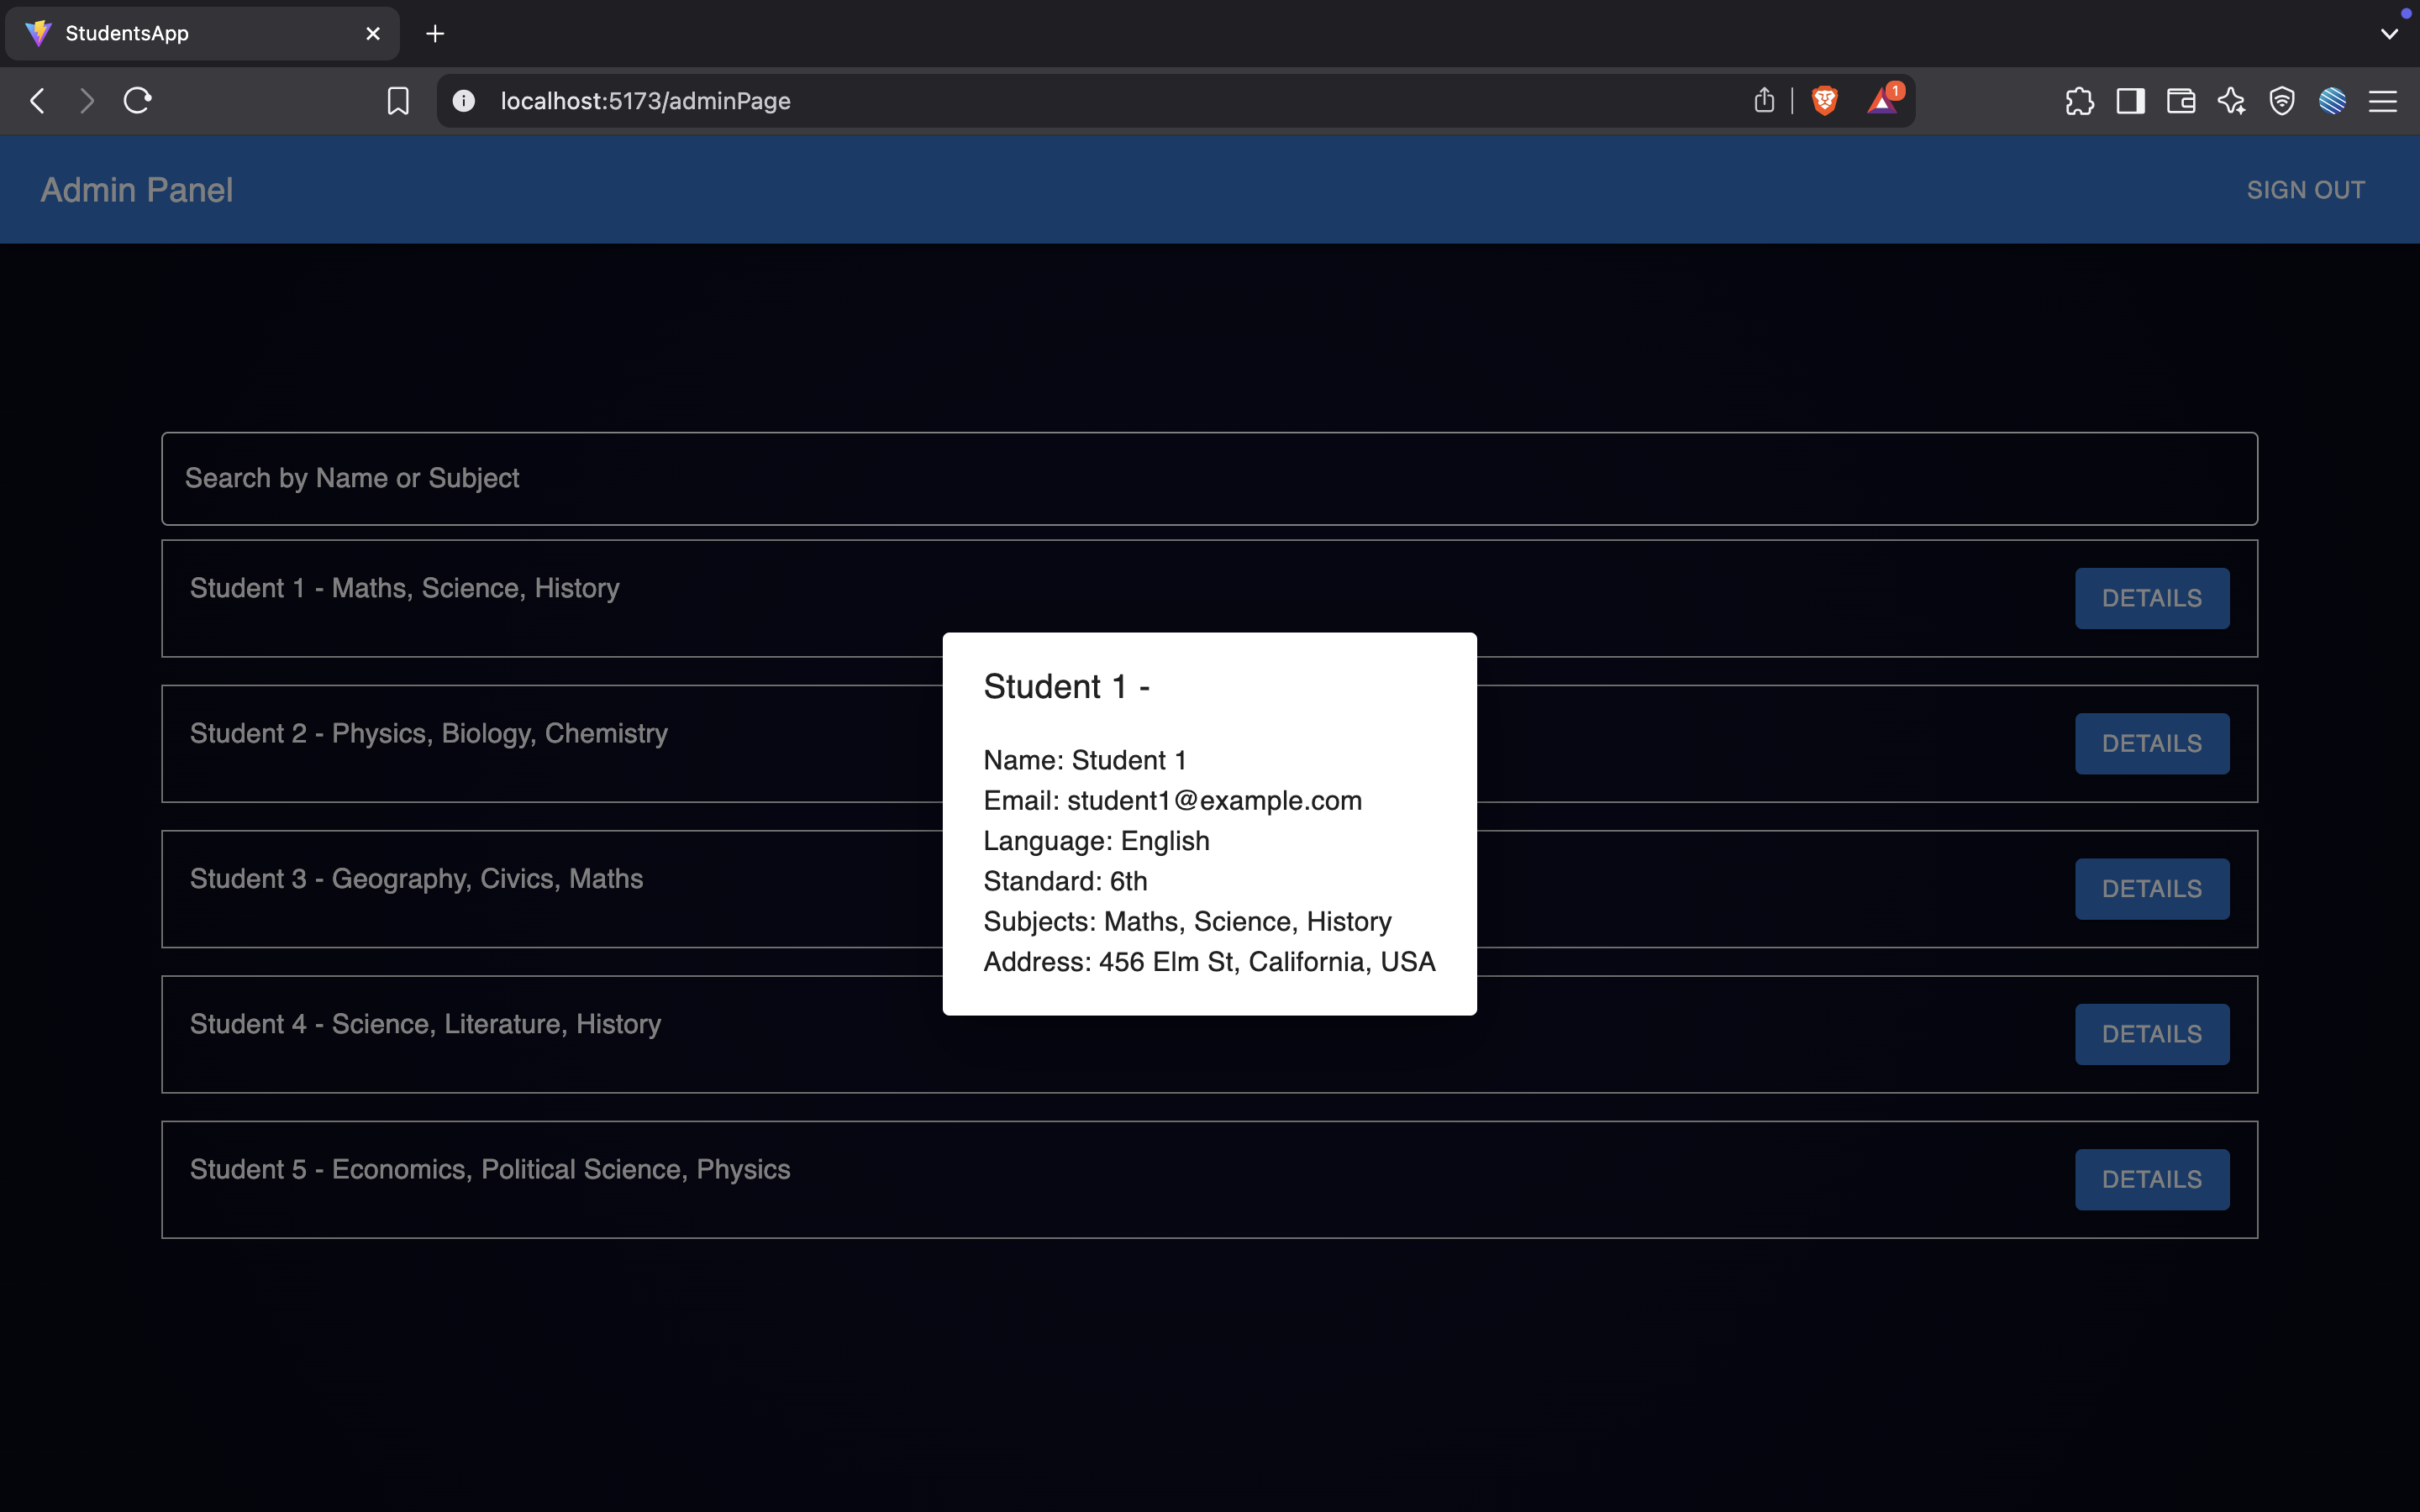 StudentsApp
localhost:5173/adminPage
1
Admin Panel
SIGN OUT
Search by Name or Subject
Student 1 - Maths, Science, History
DETAILS
Student 2 - Physics, Biology, Chemistry
DETAILS
Student 3 - Geography, Civics, Maths
DETAILS
Student 4 - Science, Literature, History
DETAILS
Student 5 - Economics, Political Science, Physics
DETAILS
Student 1 -
Name: Student 1
Email: student1@example.com
Language: English
Standard: 6th
Subjects: Maths, Science, History
Address: 456 Elm St, California, USA